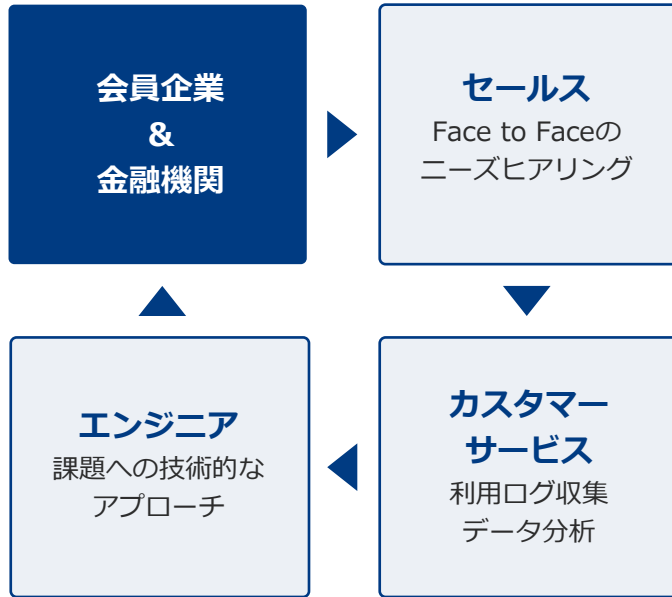 会員企業
&
金融機関
セールス
Face to Faceの
ニーズヒアリング
エンジニア
課題への技術的な
アプローチ
カスタマー
サービス
利用ログ収集
データ分析